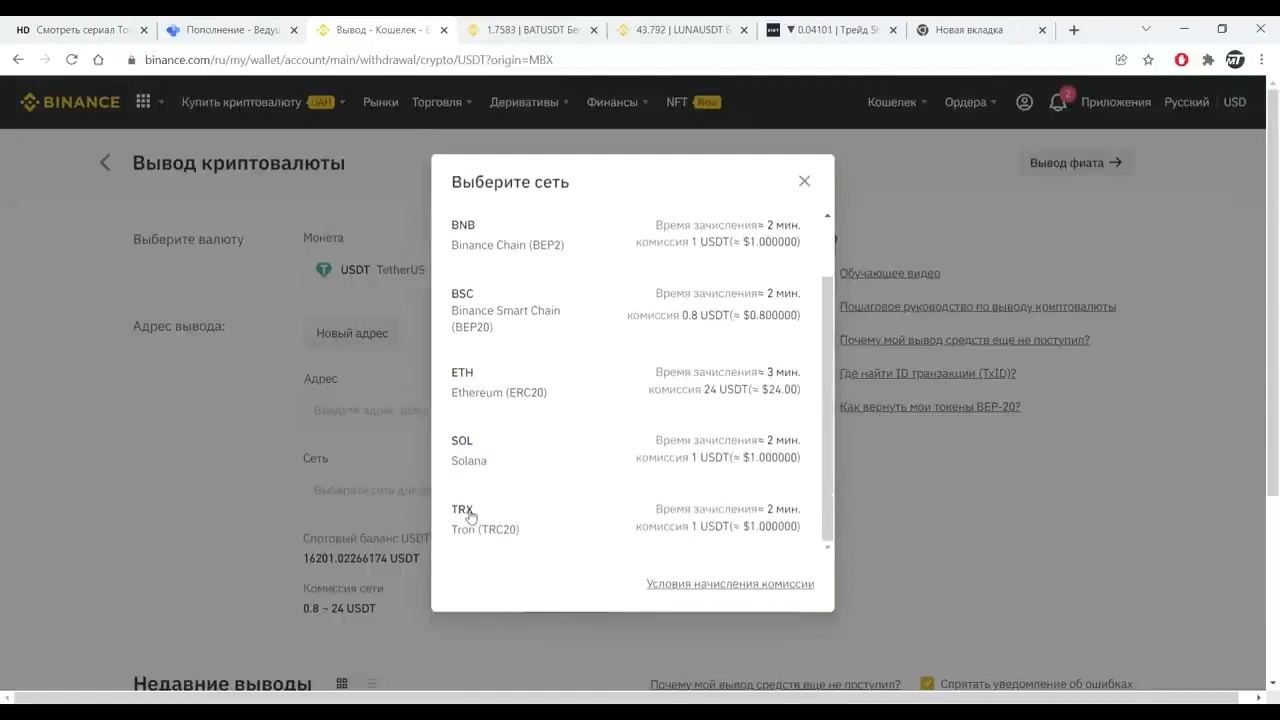 HD Смотреть сериал То
Пополнение - Ведущ
Вывод - Кошелек - Б
1.7583 | BATUSDT Би
43.792 | LUNAUSDT Б
▼ 0.04101 | Трейд S
Новая вкладка
binance.com/ru/my/wallet/account/main/withdrawal/crypto/USDT?origin=MBX
BINANCE
Купить криптовалюту UAH
Рынки
Торговля
Деривативы
Финансы
NFT New
Кошелек
Ордера
2
Приложения
Русский
USD
Вывод криптовалюты
Вывод фиата →
Выберите валюту
Монета
USDT TetherUS
Адрес вывода:
Новый адрес
Адрес
Введите адрес
Сеть
Выберите сеть
Спотовый баланс USDT
16201.02266174 USDT
Комиссия сети
0.8 ~ 24 USDT
Выберите сеть
BNB
Binance Chain (BEP2)
Время зачисления≈ 2 мин.
комиссия 1 USDT(≈ $1.000000)
BSC
Binance Smart Chain
(BEP20)
Время зачисления≈ 2 мин.
комиссия 0.8 USDT(≈ $0.800000)
ETH
Ethereum (ERC20)
Время зачисления≈ 3 мин.
комиссия 24 USDT(≈ $24.00)
SOL
Solana
Время зачисления≈ 2 мин.
комиссия 1 USDT(≈ $1.000000)
TRX
Tron (TRC20)
Время зачисления≈ 2 мин.
комиссия 1 USDT(≈ $1.000000)
Условия начисления комиссии
Обучающее видео
Пошаговое руководство по выводу криптовалюты
Почему мой вывод средств еще не поступил?
Где найти ID транзакции (TxID)?
Как вернуть мои токены BEP-20?
Недавние выводы
Почему мой вывод средств еще не поступил?
Спрятать уведомление об ошибках